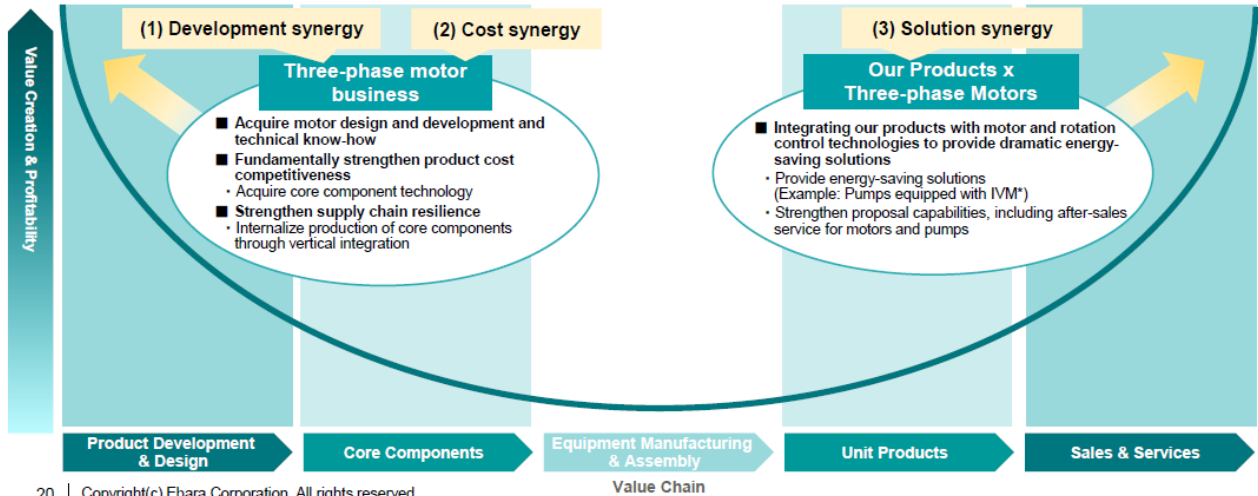 Value Creation & Profitability
(1) Development synergy
(2) Cost synergy
(3) Solution synergy
Three-phase motor
business
■ Acquire motor design and development and
technical know-how
■ Fundamentally strengthen product cost
competitiveness
・Acquire core component technology
■ Strengthen supply chain resilience
・Internalize production of core components
through vertical integration
Our Products x
Three-phase Motors
■ Integrating our products with motor and rotation
control technologies to provide dramatic energy-
saving solutions
・Provide energy-saving solutions
(Example: Pumps equipped with IVM*)
・Strengthen proposal capabilities, including after-sales
service for motors and pumps
Product Development
& Design
Core Components
Equipment Manufacturing
& Assembly
Unit Products
Sales & Services
Value Chain
20 | Copyright(c) Ebara Corporation. All rights reserved